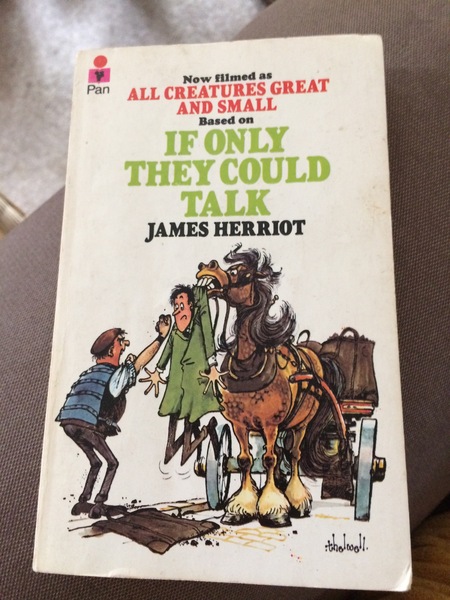 Pan
Now filmed as
ALL CREATURES GREAT
AND SMALL
Based on
IF ONLY
THEY COULD
TALK
JAMES HERRIOT
thelwell.